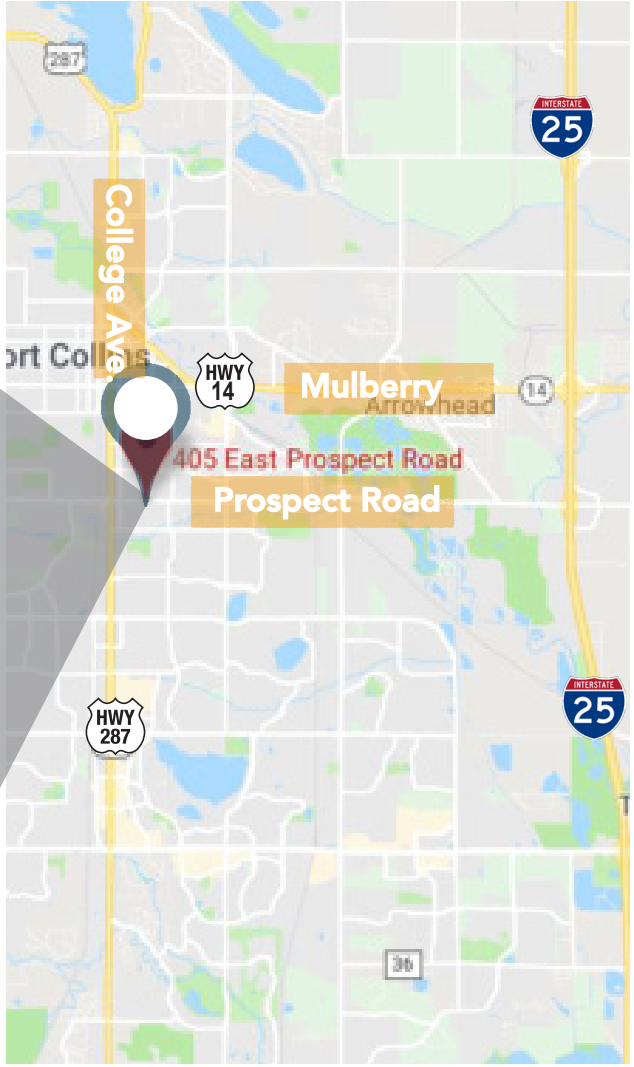 287
INTERSTATE
25
College Ave.
ort Collins
HWY
14
Mulberry
14
Arrowhead
405 East Prospect Road
Prospect Road
INTERSTATE
25
HWY
287
T
36